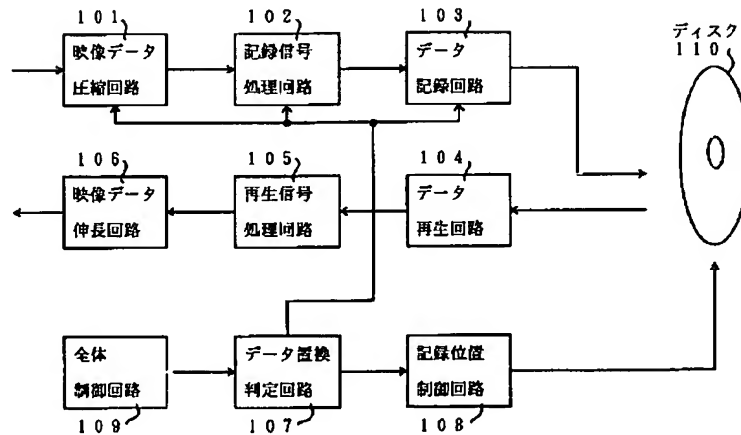 101
102
103
ディスク
110
映像データ
圧縮回路
記録信号
処理回路
データ
記録回路
106
105
104
映像データ
伸長回路
再生信号
処理回路
データ
再生回路
全体
制御回路
データ置換
判定回路
記録位置
制御回路
109
107
108